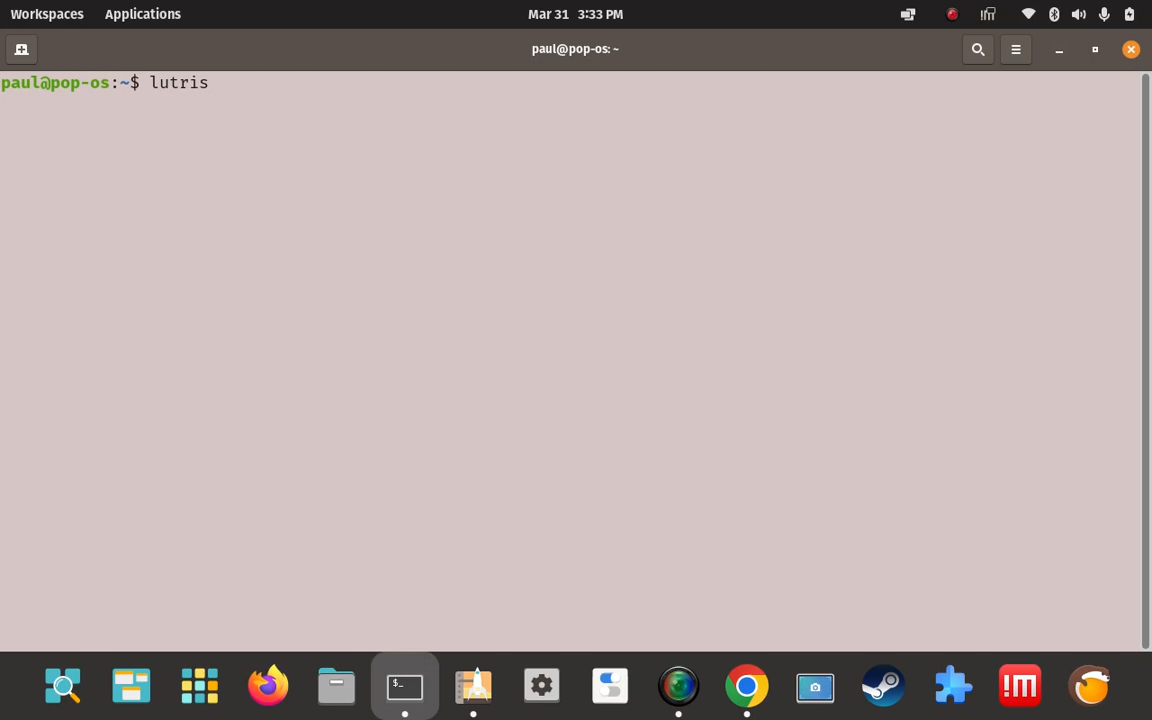 Workspaces Applications Mar 31 3:33 PM
paul@pop-os: ~
paul@pop-os:~$ lutris
$_
!M